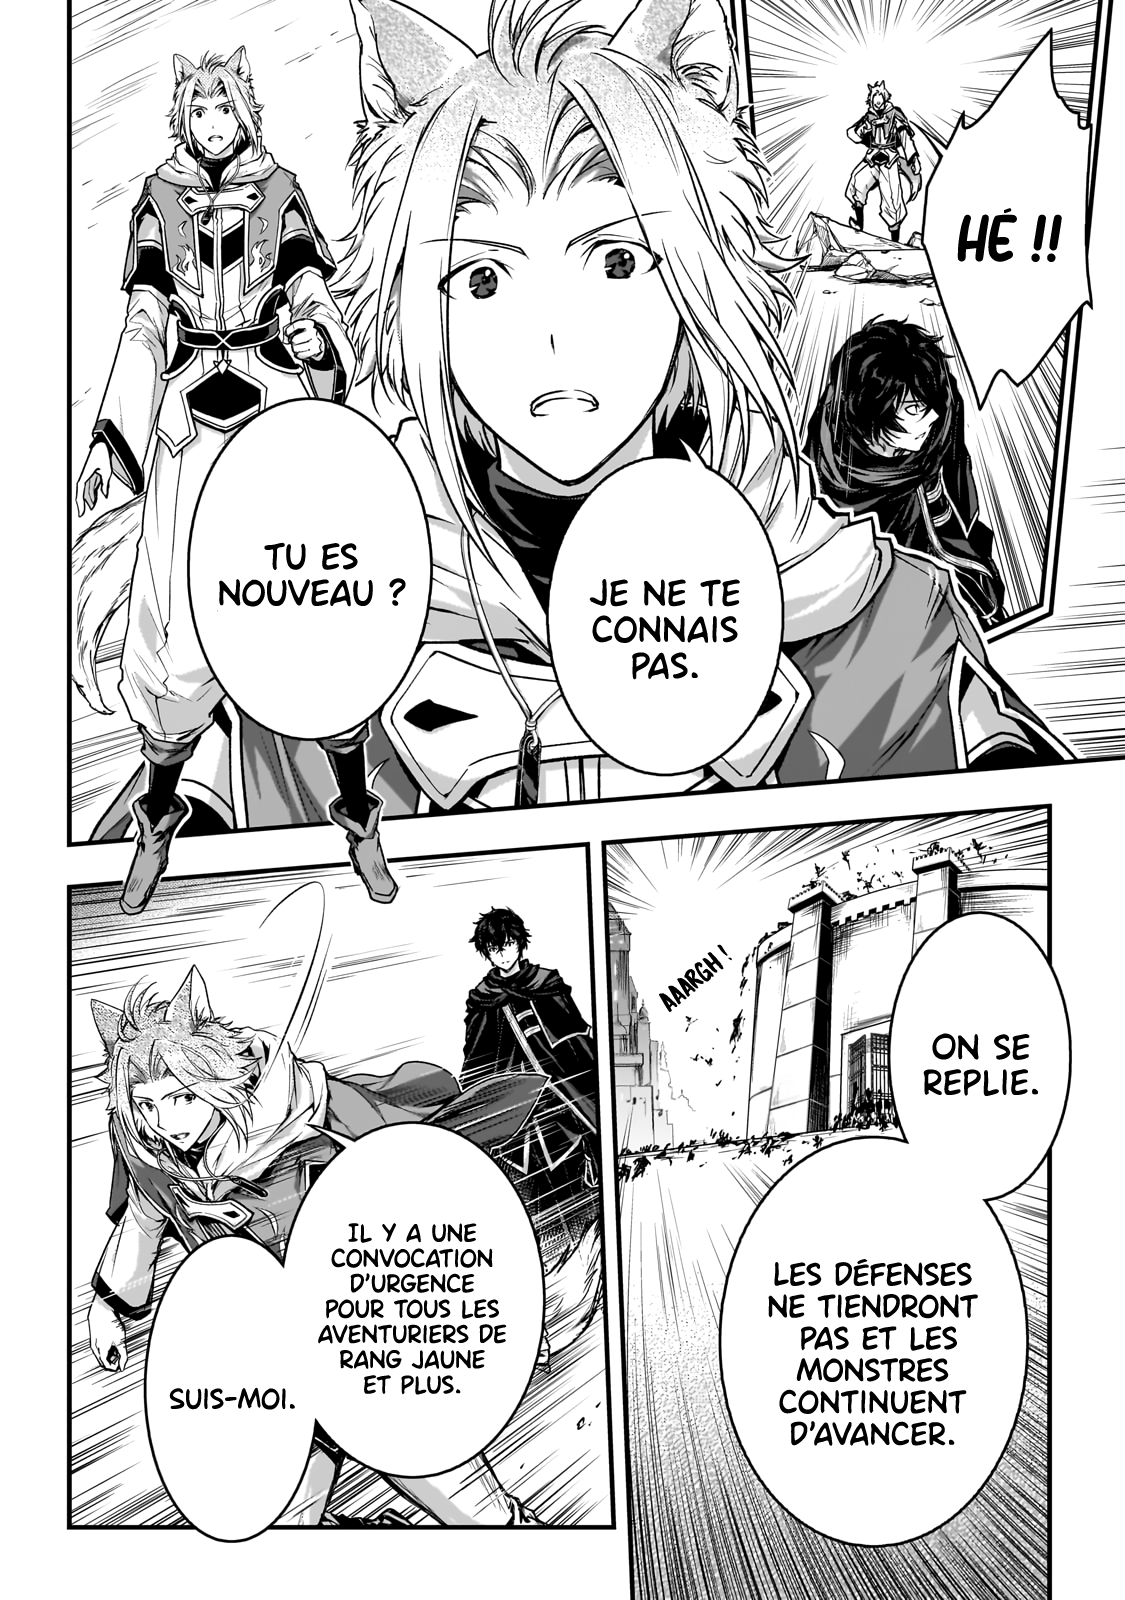 HÉ !!
JE NE TE
CONNAIS
PAS.
TU ES
NOUVEAU ?
ON SE
REPLIE.
AAARGH !
LES DÉFENSES
NE TIENDRONT
PAS ET LES
MONSTRES
CONTINUENT
D'AVANCER.
IL Y A UNE
CONVOCATION
D'URGENCE
POUR TOUS LES
AVENTURIERS DE
RANG JAUNE
ET PLUS.
SUIS-MOI.